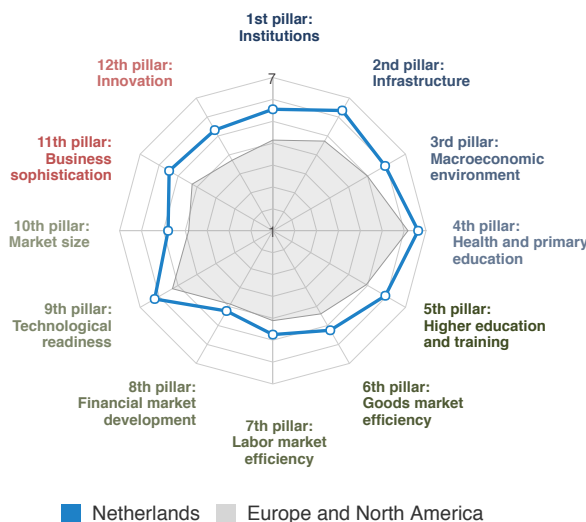 1st pillar:
Institutions
2nd pillar:
Infrastructure
3rd pillar:
Macroeconomic
environment
4th pillar:
Health and primary
education
5th pillar:
Higher education
and training
6th pillar:
Goods market
efficiency
7th pillar:
Labor market
efficiency
8th pillar:
Financial market
development
9th pillar:
Technological
readiness
10th pillar:
Market size
11th pillar:
Business
sophistication
12th pillar:
Innovation
7
1
Netherlands
Europe and North America